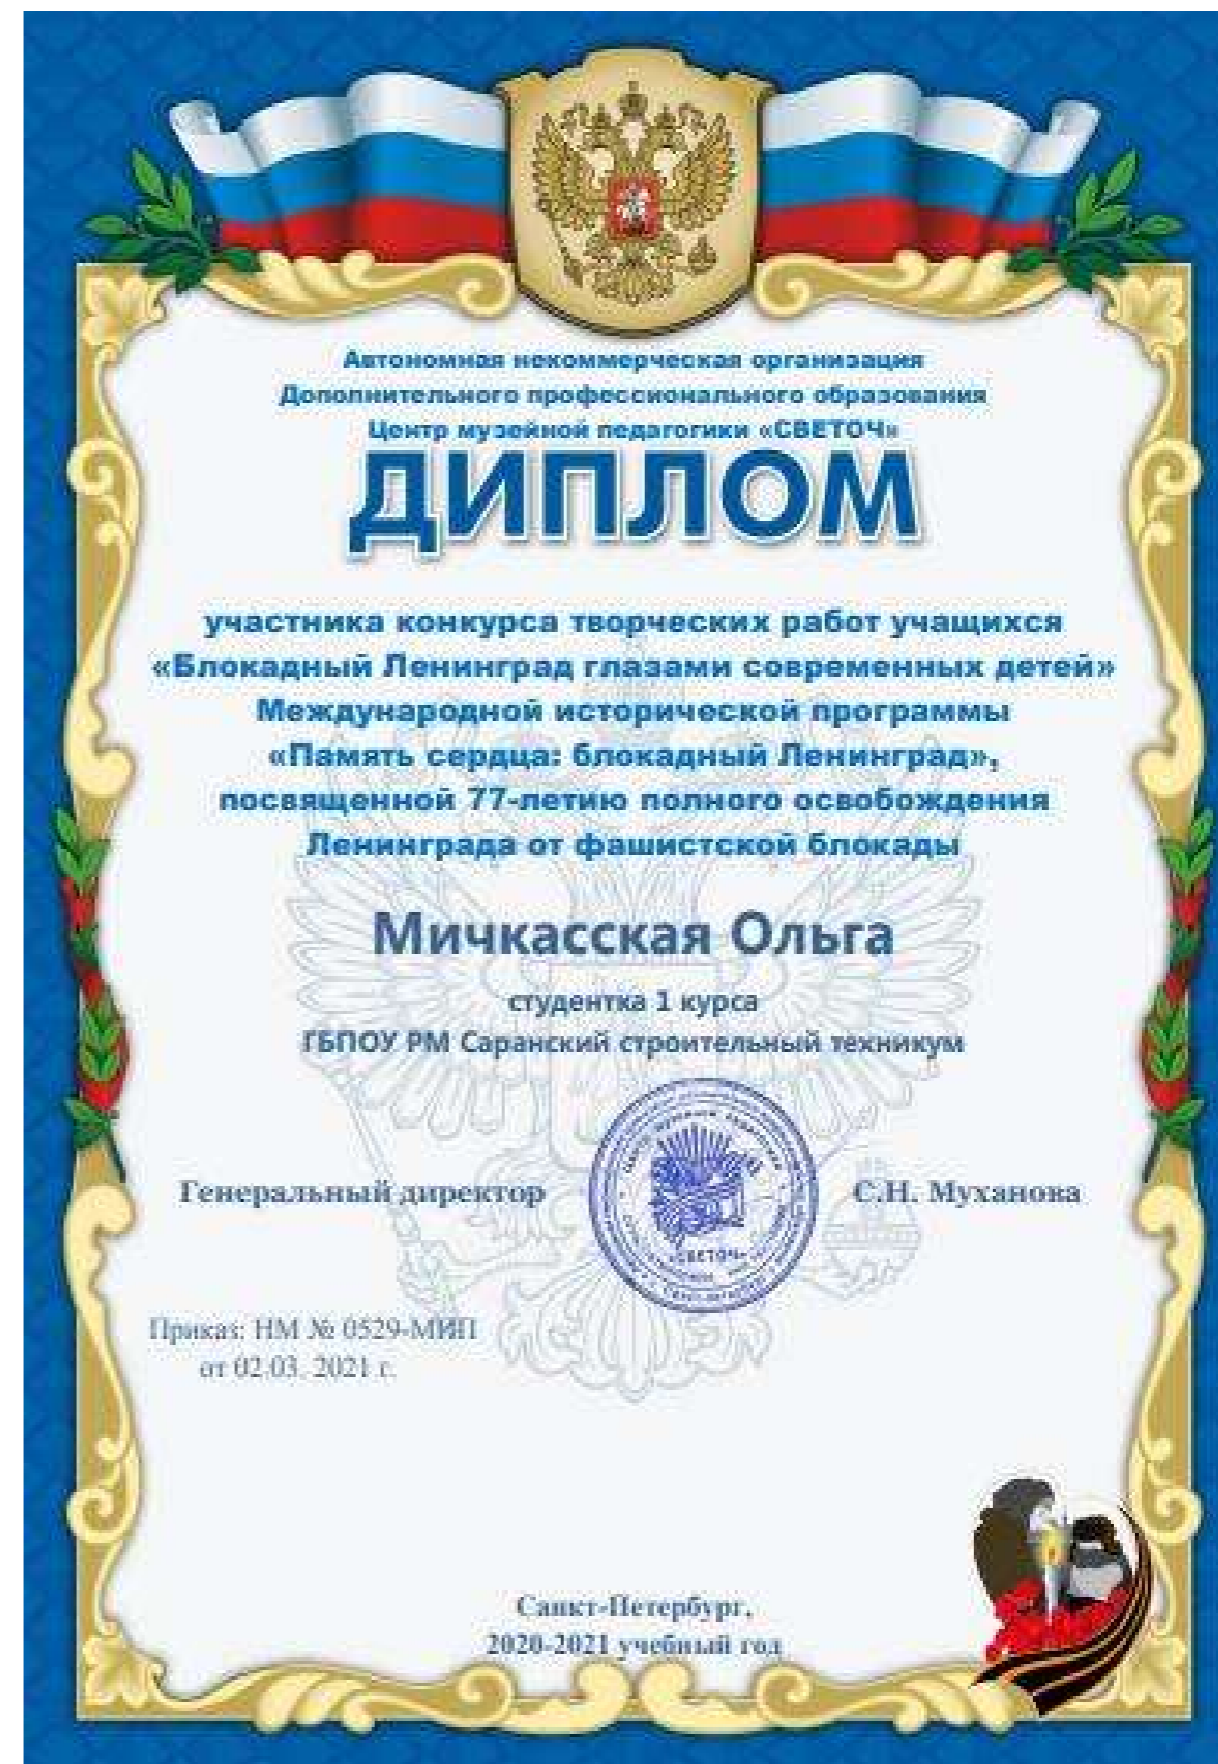 Автономная некоммерческая организация
Дополнительного профессионального образования
Центр музейной педагогики «СВЕТОЧ»
ДИПЛОМ
участника конкурса творческих работ учащихся
«Блокадный Ленинград глазами современных детей»
Международной исторической программы
«Память сердца: блокадный Ленинград»,
посвященной 77-летию полного освобождения
Ленинграда от фашистской блокады
Мичкасская Ольга
студентка 1 курса
ГБПОУ РМ Саранский строительный техникум
Генеральный директор
«СВЕТОЧ»
С.Н. Муханова
Приказ: НМ № 0529-МИП
от 02.03. 2021 г.
Санкт-Петербург,
2020-2021 учебный год